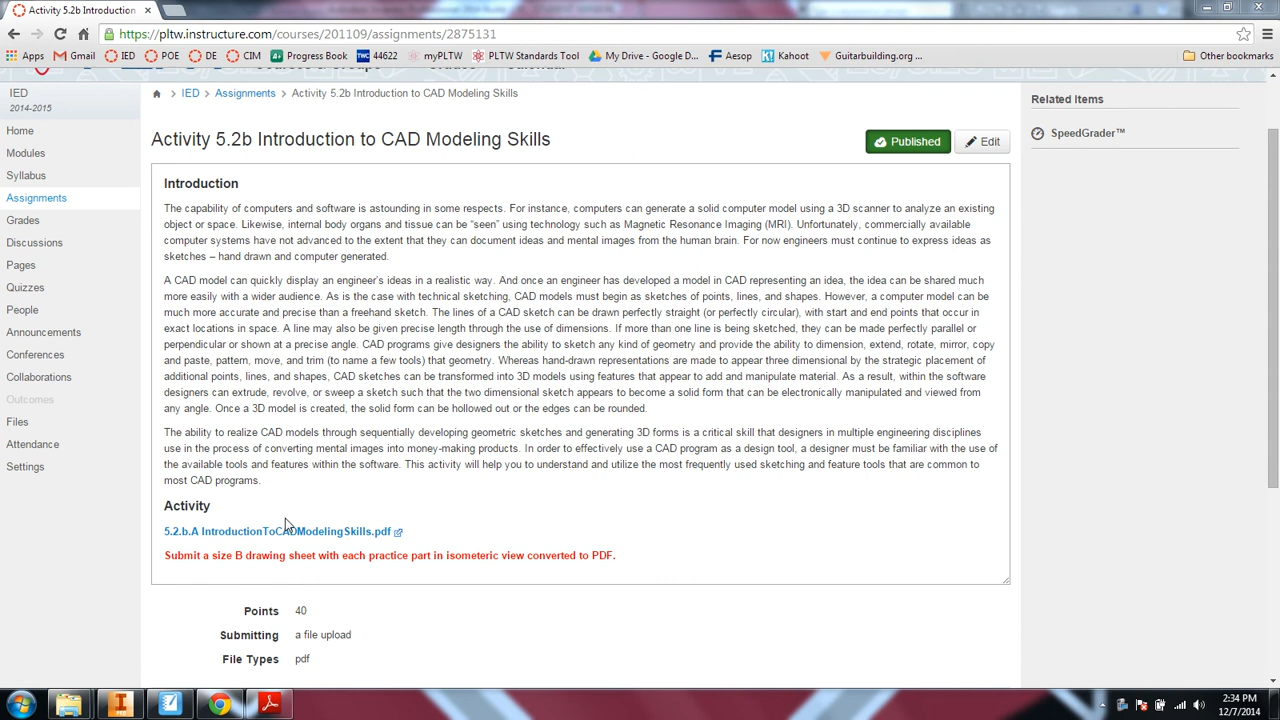 Activity 5.2b Introduction
https://pltw.instructure.com/courses/201109/assignments/2875131
Apps Gmail IED POE DE CIM Progress Book TWC 44622 myPLTW PLTW Standards Tool My Drive - Google D... Aesop Kahoot Guitarbuilding.org ... Other bookmarks
IED
2014-2015
Home
Modules
Syllabus
Assignments
Grades
Discussions
Pages
Quizzes
People
Announcements
Conferences
Collaborations
Outcomes
Files
Attendance
Settings
IED > Assignments > Activity 5.2b Introduction to CAD Modeling Skills
Activity 5.2b Introduction to CAD Modeling Skills
Published
Edit
Introduction
The capability of computers and software is astounding in some respects. For instance, computers can generate a solid computer model using a 3D scanner to analyze an existing
object or space. Likewise, internal body organs and tissue can be “seen” using technology such as Magnetic Resonance Imaging (MRI). Unfortunately, commercially available
computer systems have not advanced to the extent that they can document ideas and mental images from the human brain. For now engineers must continue to express ideas as
sketches – hand drawn and computer generated.
A CAD model can quickly display an engineer’s ideas in a realistic way. And once an engineer has developed a model in CAD representing an idea, the idea can be shared much
more easily with a wider audience. As is the case with technical sketching, CAD models must begin as sketches of points, lines, and shapes. However, a computer model can be
much more accurate and precise than a freehand sketch. The lines of a CAD sketch can be drawn perfectly straight (or perfectly circular), with start and end points that occur in
exact locations in space. A line may also be given precise length through the use of dimensions. If more than one line is being sketched, they can be made perfectly parallel or
perpendicular or shown at a precise angle. CAD programs give designers the ability to sketch any kind of geometry and provide the ability to dimension, extend, rotate, mirror, copy
and paste, pattern, move, and trim (to name a few tools) that geometry. Whereas hand-drawn representations are made to appear three dimensional by the strategic placement of
additional points, lines, and shapes, CAD sketches can be transformed into 3D models using features that appear to add and manipulate material. As a result, within the software
designers can extrude, revolve, or sweep a sketch such that the two dimensional sketch appears to become a solid form that can be electronically manipulated and viewed from
any angle. Once a 3D model is created, the solid form can be hollowed out or the edges can be rounded.
The ability to realize CAD models through sequentially developing geometric sketches and generating 3D forms is a critical skill that designers in multiple engineering disciplines
use in the process of converting mental images into money-making products. In order to effectively use a CAD program as a design tool, a designer must be familiar with the use of
the available tools and features within the software. This activity will help you to understand and utilize the most frequently used sketching and feature tools that are common to
most CAD programs.
Activity
5.2.b.A IntroductionToCADModelingSkills.pdf
Submit a size B drawing sheet with each practice part in isometeric view converted to PDF.
Points 40
Submitting a file upload
File Types pdf
Related Items
SpeedGrader™
2:34 PM
12/7/2014